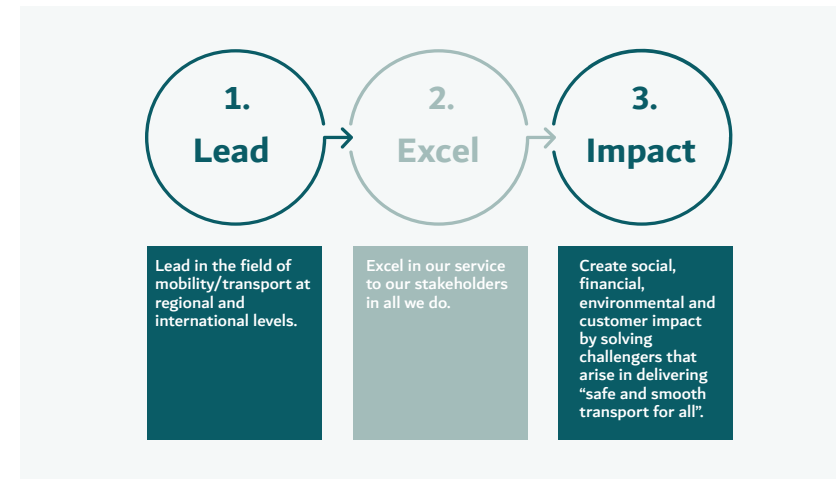 1.
Lead
2.
Excel
3.
Impact
Lead in the field of
mobility/transport at
regional and
international levels.
Excel in our service
to our stakeholders
in all we do.
Create social,
financial,
environmental and
customer impact
by solving
challengers that
arise in delivering
“safe and smooth
transport for all”.